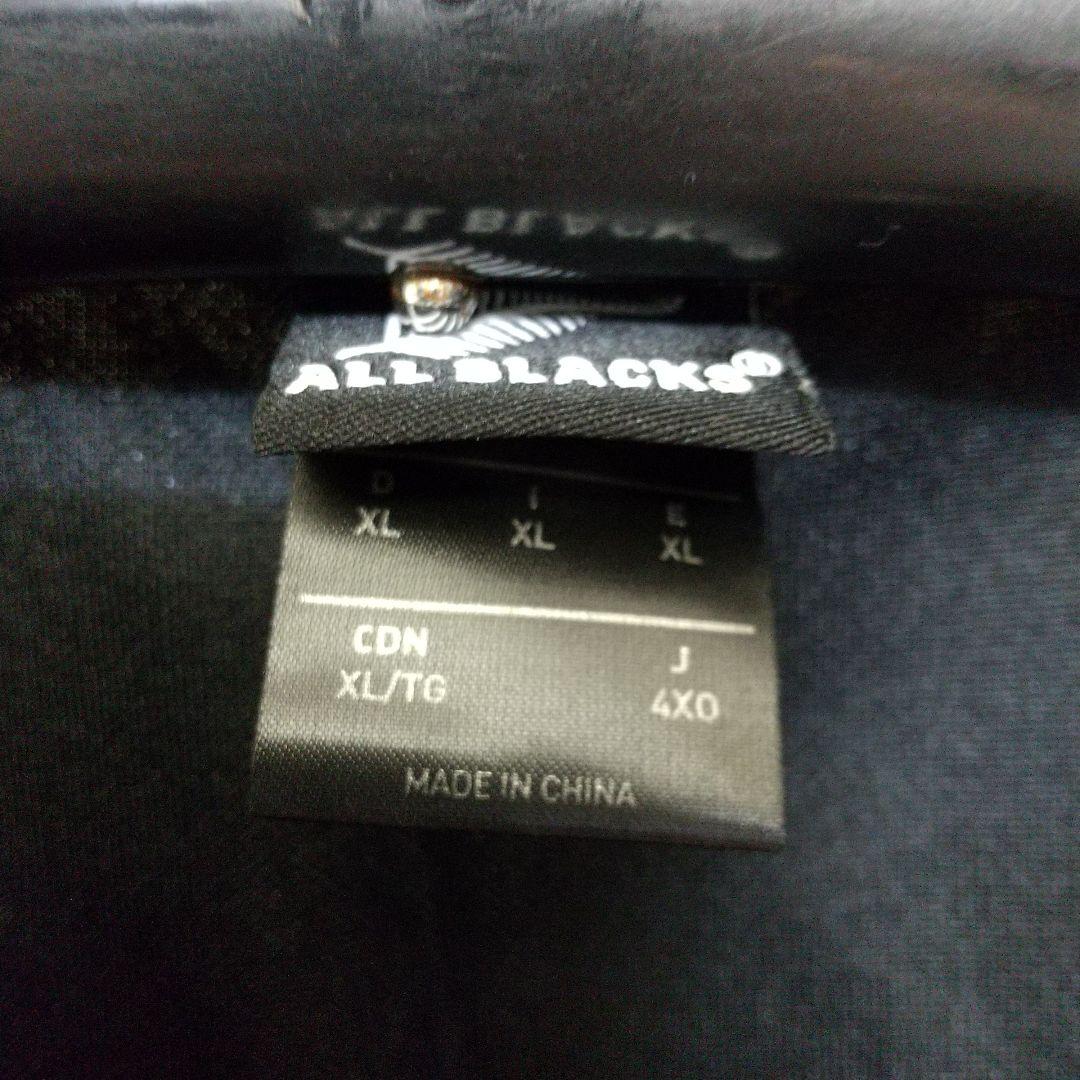 ALL BLACKS®
D I E
XL XL XL
CDN J
XL/TG 4XO
MADE IN CHINA